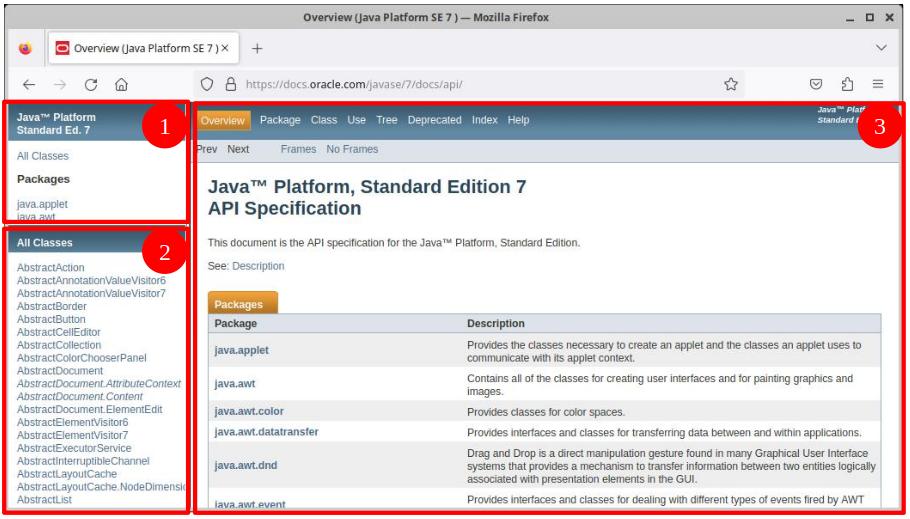 Overview (Java Platform SE 7 ) — Mozilla Firefox
Overview (Java Platform SE 7 ) ×
https://docs.oracle.com/javase/7/docs/api/
Java™ Platform
Standard Ed. 7
1
All Classes
Packages
java.applet
java.awt
All Classes
2
AbstractAction
AbstractAnnotationValueVisitor6
AbstractAnnotationValueVisitor7
AbstractBorder
AbstractButton
AbstractCellEditor
AbstractCollection
AbstractColorChooserPanel
AbstractDocument
AbstractDocument.AttributeContext
AbstractDocument.Content
AbstractDocument.ElementEdit
AbstractElementVisitor6
AbstractElementVisitor7
AbstractExecutorService
AbstractInterruptibleChannel
AbstractLayoutCache
AbstractLayoutCache.NodeDimensio
AbstractList
Overview Package Class Use Tree Deprecated Index Help
Java™
Standard
3
Prev Next Frames No Frames
Java™ Platform, Standard Edition 7
API Specification
This document is the API specification for the Java™ Platform, Standard Edition.
See: Description
Packages
Package Description
java.applet Provides the classes necessary to create an applet and the classes an applet uses to
communicate with its applet context.
java.awt Contains all of the classes for creating user interfaces and for painting graphics and
images.
java.awt.color Provides classes for color spaces.
java.awt.datatransfer Provides interfaces and classes for transferring data between and within applications.
java.awt.dnd Drag and Drop is a direct manipulation gesture found in many Graphical User Interface
systems that provides a mechanism to transfer information between two entities logically
associated with presentation elements in the GUI.
java.awt.event Provides interfaces and classes for dealing with different types of events fired by AWT